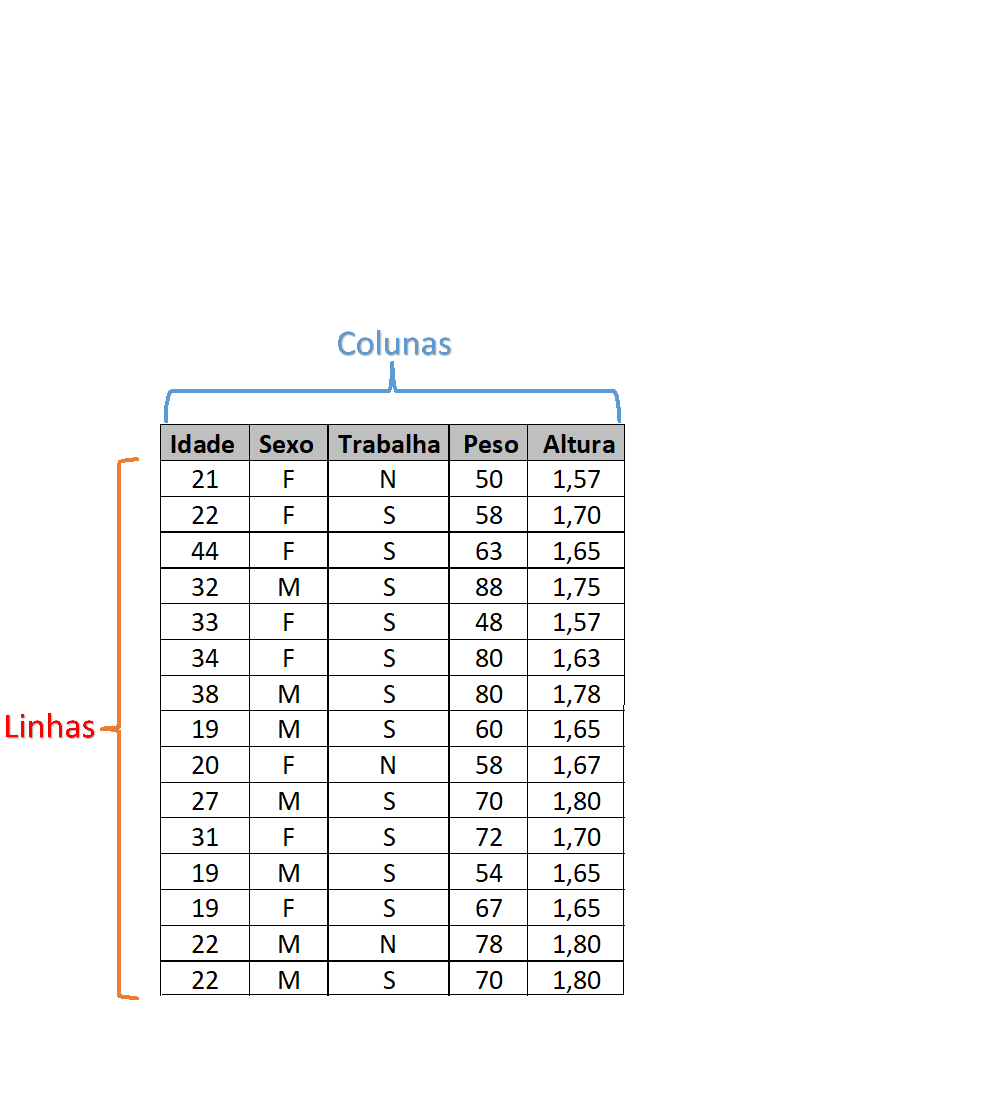 Colunas
Idade Sexo Trabalha Peso Altura
21 F N 50 1,57
22 F S 58 1,70
44 F S 63 1,65
32 M S 88 1,75
33 F S 48 1,57
34 F S 80 1,63
38 M S 80 1,78
Linhas
19 M S 60 1,65
20 F N 58 1,67
27 M S 70 1,80
31 F S 72 1,70
19 M S 54 1,65
19 F S 67 1,65
22 M N 78 1,80
22 M S 70 1,80